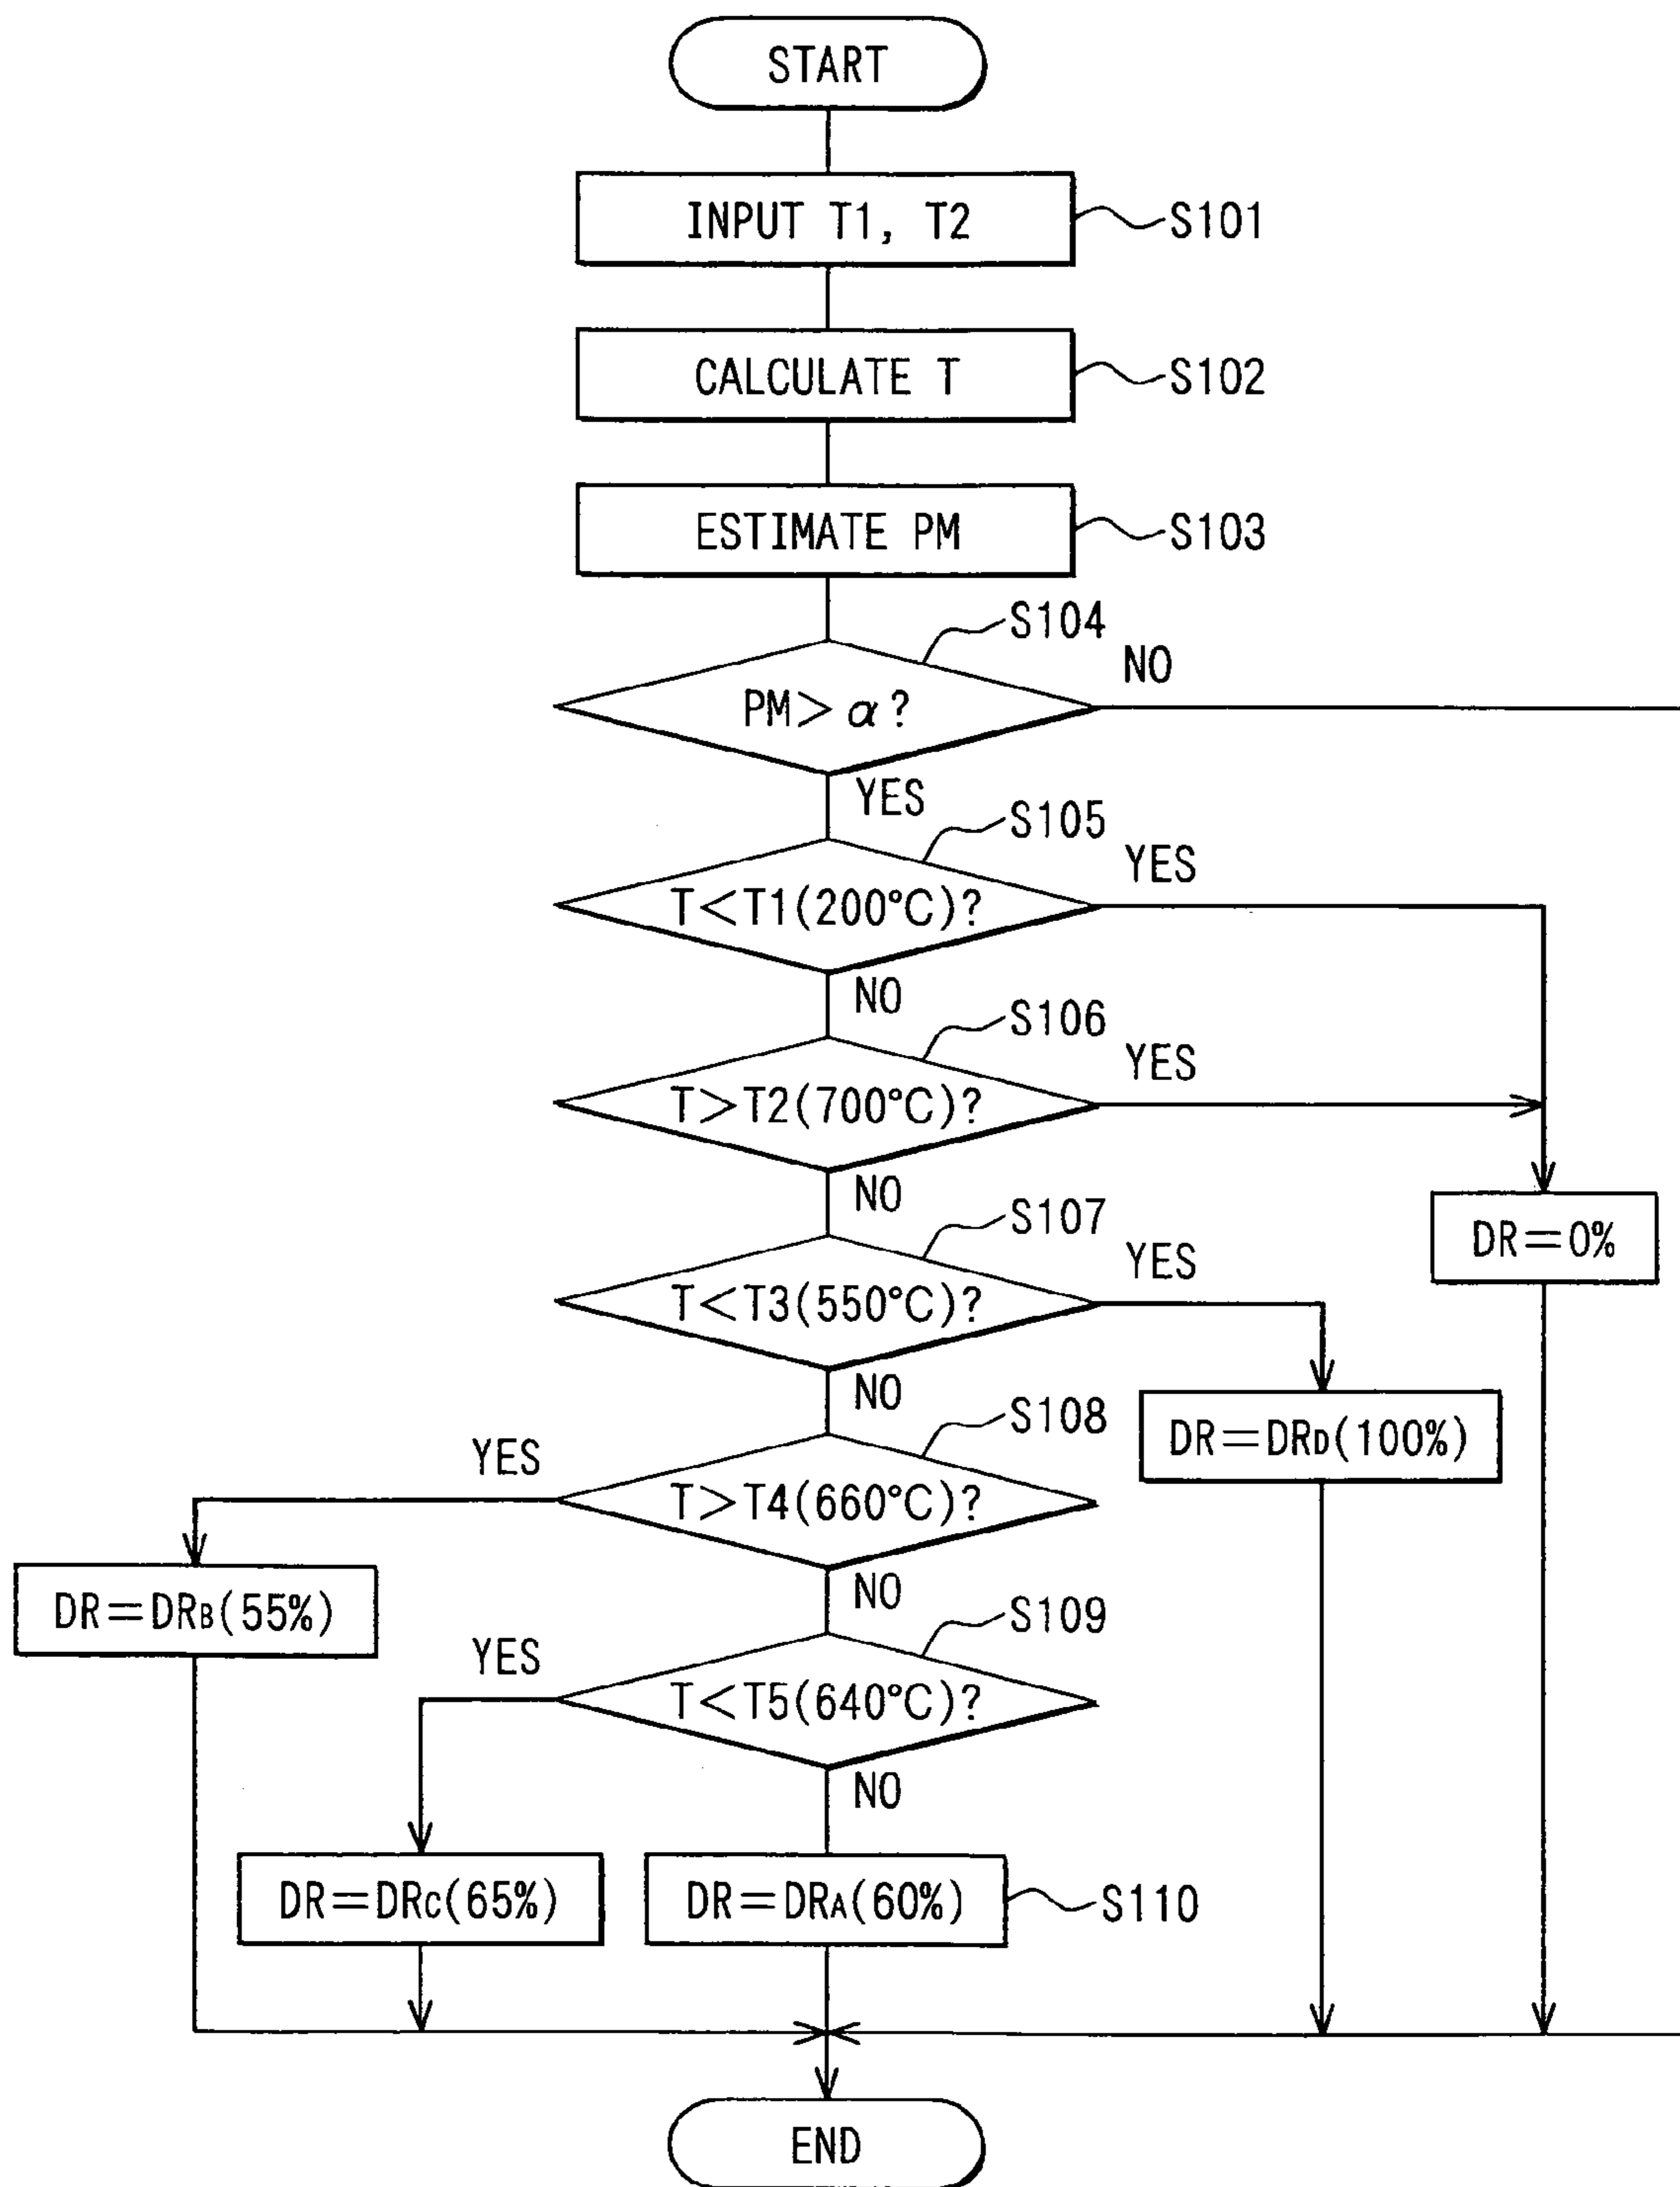 START
INPUT T1, T2
S101
CALCULATE T
S102
ESTIMATE PM
S103
S104
NO
PM>α?
YES
S105
YES
T<T1(200°C)?
NO
S106
YES
T>T2(700°C)?
NO
S107
YES
DR=0%
T<T3(550°C)?
NO
S108
DR=DRD(100%)
YES
T>T4(660°C)?
NO
DR=DRB(55%)
S109
YES
T<T5(640°C)?
NO
DR=DRC(65%)
DR=DRA(60%)
S110
END